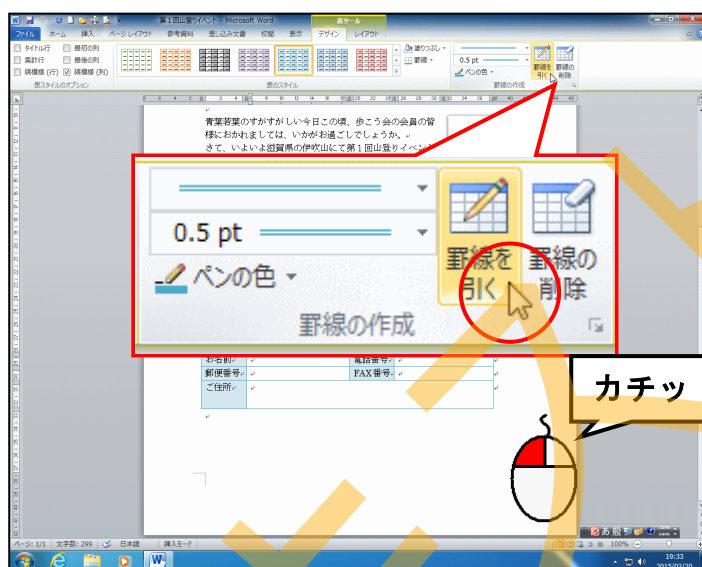 第1回山登りイベント - Microsoft Word
表ツール
ファイル ホーム 挿入 ページ レイアウト 参考資料 差し込み文書 校閲 表示 デザイン レイアウト
タイトル行 最初の列
集計行 最後の列
縞模様 (行) 縞模様 (列)
表スタイルのオプション
表のスタイル
塗りつぶし
罫線
0.5 pt
ペンの色
罫線を引く
罫線の削除
罫線の作成
青葉若葉のすがすがしい今日この頃、歩こう会の会員の皆
様におかれましては、いかがお過ごしでしょうか。
さて、いよいよ滋賀県の伊吹山にて第1回山登りイベント
0.5 pt
ペンの色
罫線を
引く
罫線の
削除
罫線の作成
お名前 電話番号
郵便番号 FAX 番号
ご住所
カチッ
あ 般
ページ: 1/1 文字数: 299 日本語 挿入モード
100%
19:33
2015/02/20